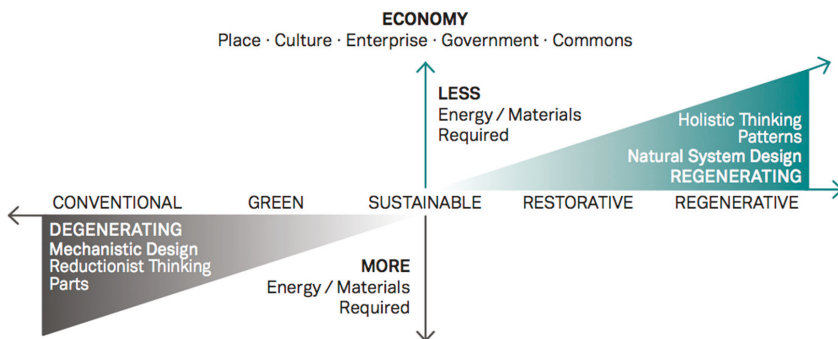 ECONOMY
Place · Culture · Enterprise · Government · Commons
LESS
Energy / Materials
Required
Holistic Thinking
Patterns
Natural System Design
REGENERATING
CONVENTIONAL GREEN SUSTAINABLE RESTORATIVE REGENERATIVE
DEGENERATING
Mechanistic Design
Reductionist Thinking
Parts
MORE
Energy / Materials
Required